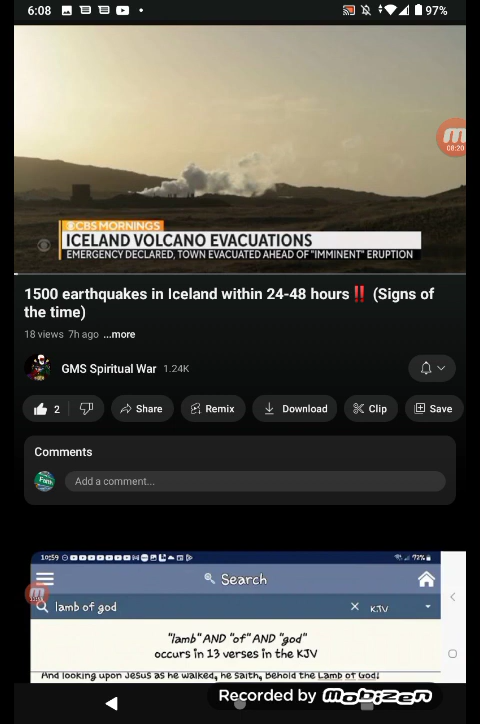 6:08
97%
CBS MORNINGS
ICELAND VOLCANO EVACUATIONS
EMERGENCY DECLARED, TOWN EVACUATED AHEAD OF "IMMINENT" ERUPTION
08:20
1500 earthquakes in Iceland within 24-48 hours‼️ (Signs of
the time)
18 views 7h ago ...more
GMS Spiritual War 1.24K
2 Share Remix Download Clip Save
Comments
Add a comment...
10:59 72%
Search
lamb of god × KJV
"lamb" AND "of" AND "god"
occurs in 13 verses in the KJV
And looking upon Jesus as he walked, he saith, Behold the Lamb of God!
Recorded by Mobizen